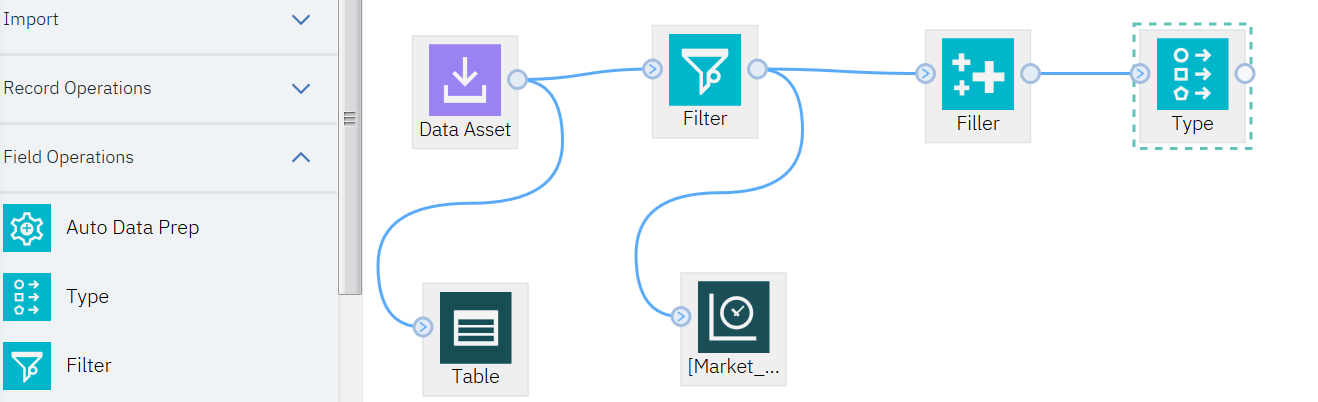 Import
Record Operations
Field Operations
Auto Data Prep
Type
Filter
Data Asset
Filter
Filler
Type
Table
[Market_...